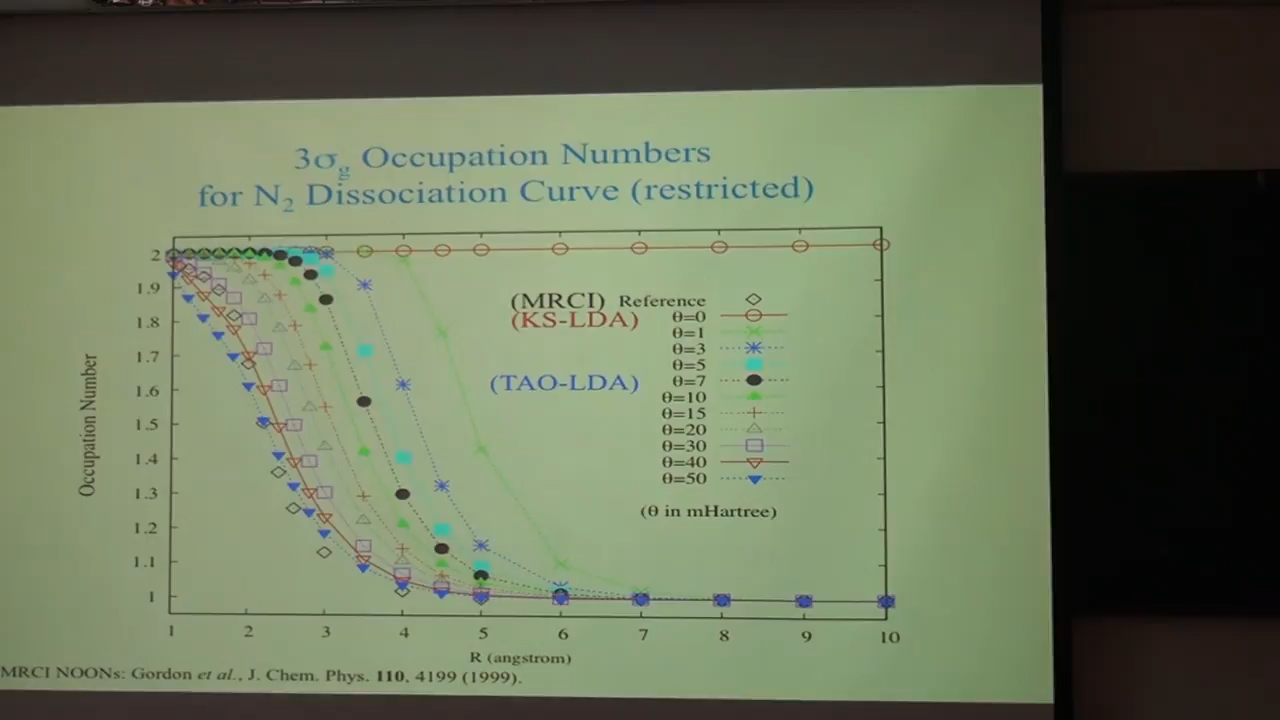 3σg Occupation Numbers
for N2 Dissociation Curve (restricted)
2
1.9
1.8
1.7
1.6
1.5
1.4
1.3
1.2
1.1
1
Occupation Number
(MRCI) Reference
(KS-LDA) θ=0
θ=1
θ=3
θ=5
(TAO-LDA) θ=7
θ=10
θ=15
θ=20
θ=30
θ=40
θ=50
(θ in mHartree)
1 2 3 4 5 6 7 8 9 10
R (angstrom)
MRCI NOONs: Gordon et al., J. Chem. Phys. 110, 4199 (1999).